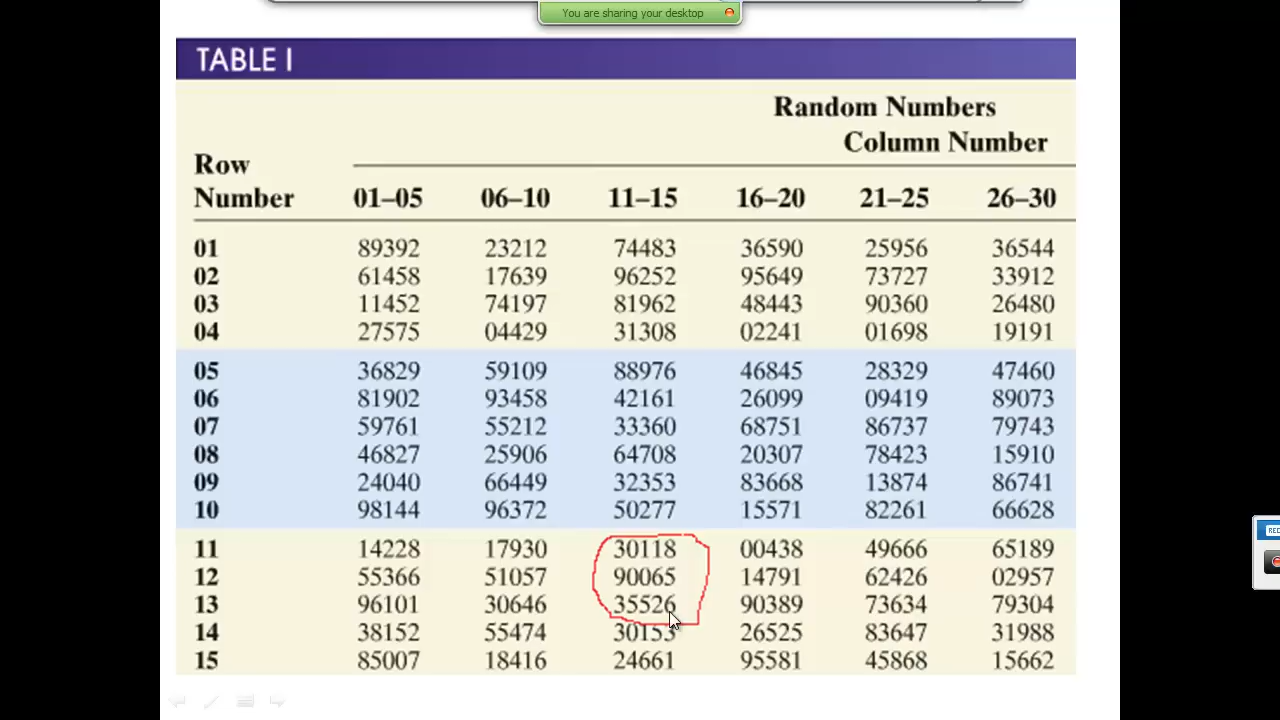 You are sharing your desktop
TABLE I
Random Numbers
Column Number
Row
Number 01–05 06–10 11–15 16–20 21–25 26–30
01 89392 23212 74483 36590 25956 36544
02 61458 17639 96252 95649 73727 33912
03 11452 74197 81962 48443 90360 26480
04 27575 04429 31308 02241 01698 19191
05 36829 59109 88976 46845 28329 47460
06 81902 93458 42161 26099 09419 89073
07 59761 55212 33360 68751 86737 79743
08 46827 25906 64708 20307 78423 15910
09 24040 66449 32353 83668 13874 86741
10 98144 96372 50277 15571 82261 66628
11 14228 17930 30118 00438 49666 65189
12 55366 51057 90065 14791 62426 02957
13 96101 30646 35526 90389 73634 79304
14 38152 55474 30153 26525 83647 31988
15 85007 18416 24661 95581 45868 15662
REC